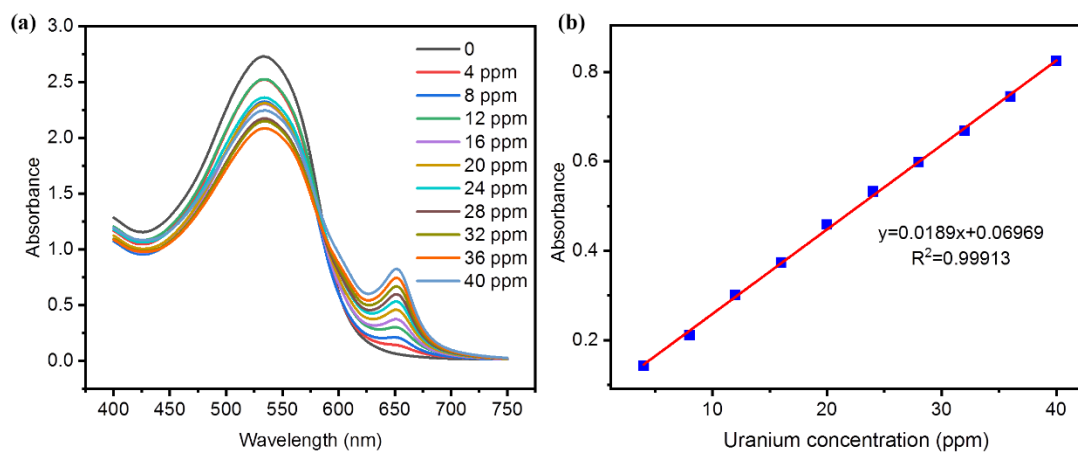 (a)
3.0
2.5
2.0
1.5
1.0
0.5
0.0
Absorbance
400 450 500 550 600 650 700 750
Wavelength (nm)
0
4 ppm
8 ppm
12 ppm
16 ppm
20 ppm
24 ppm
28 ppm
32 ppm
36 ppm
40 ppm
(b)
0.8
0.6
0.4
0.2
Absorbance
10 20 30 40
Uranium concentration (ppm)
y=0.0189x+0.06969
R²=0.99913